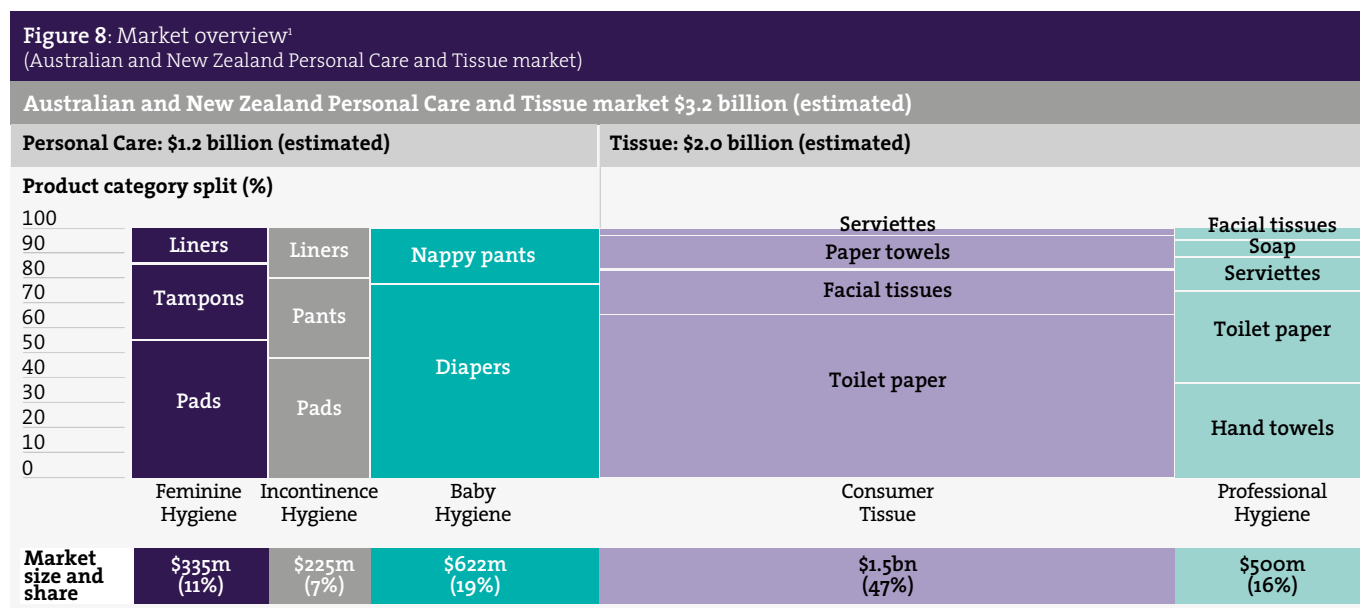 Figure 8: Market overview¹
(Australian and New Zealand Personal Care and Tissue market)
Australian and New Zealand Personal Care and Tissue market $3.2 billion (estimated)
Personal Care: $1.2 billion (estimated)
Tissue: $2.0 billion (estimated)
Product category split (%)
100
90
80
70
60
50
40
30
20
10
0
Liners
Tampons
Pads
Liners
Pants
Pads
Nappy pants
Diapers
Serviettes
Paper towels
Facial tissues
Toilet paper
Facial tissues
Soap
Serviettes
Toilet paper
Hand towels
Feminine
Hygiene
Incontinence
Hygiene
Baby
Hygiene
Consumer
Tissue
Professional
Hygiene
Market
size and
share
$335m
(11%)
$225m
(7%)
$622m
(19%)
$1.5bn
(47%)
$500m
(16%)